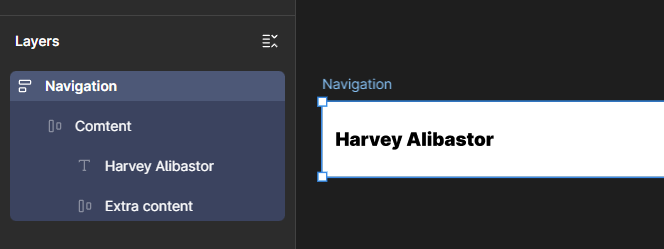 Layers
Navigation
Comtent
Harvey Alibastor
Extra content
Navigation
Harvey Alibastor